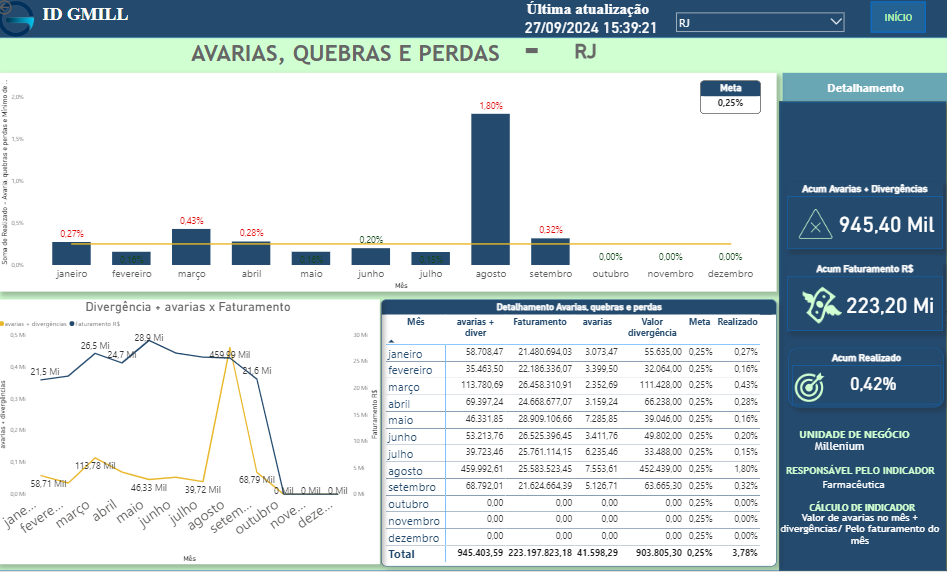 ID GMILL
Última atualização
27/09/2024 15:39:21
RJ
INÍCIO
AVARIAS, QUEBRAS E PERDAS - RJ
Meta
0,25%
Soma de Realizado - Avaria, quebras e perdas e Mínimo de...
2,0%
1,5%
1,0%
0,5%
0,0%
0,27%
0,16%
0,43%
0,28%
0,16%
0,20%
0,15%
1,80%
0,32%
0,00%
0,00%
0,00%
janeiro fevereiro março abril maio junho julho agosto setembro outubro novembro dezembro
Mês
Detalhamento
Acum Avarias + Divergências
945,40 Mil
Acum Faturamento R$
223,20 Mi
Acum Realizado
0,42%
UNIDADE DE NEGÓCIO
Millenium
RESPONSÁVEL PELO INDICADOR
Farmacêutica
CÁLCULO DE INDICADOR
Valor de avarias no mês +
divergências/ Pelo faturamento do
mês
Divergência + avarias x Faturamento
avarias + divergências Faturamento R$
avarias + divergências
0,5 Mi
0,4 Mi
0,3 Mi
0,2 Mi
0,1 Mi
0,0 Mi
30 Mi
25 Mi
20 Mi
15 Mi
10 Mi
5 Mi
0 Mi
Faturamento R$
21,5 Mi
26,5 Mi
24,7 Mi
28,9 Mi
459,99 Mil
21,6 Mi
58,71 Mil
113,78 Mil
46,33 Mil
39,72 Mil
68,79 Mil
0 Mil
0 Mil
0 Mil
jane... fevere... março abril maio junho julho agosto setem... outubro nove... deze...
Mês
Detalhamento Avarias, quebras e perdas
Mês avarias + diver Faturamento avarias Valor divergência Meta Realizado
janeiro 58.708,47 21.480.694,03 3.073,47 55.635,00 0,25% 0,27%
fevereiro 35.463,50 22.186.336,07 3.399,50 32.064,00 0,25% 0,16%
março 113.780,69 26.458.310,91 2.352,69 111.428,00 0,25% 0,43%
abril 69.397,24 24.668.677,07 3.159,24 66.238,00 0,25% 0,28%
maio 46.331,85 28.909.106,66 7.285,85 39.046,00 0,25% 0,16%
junho 53.213,76 26.525.396,45 3.411,76 49.802,00 0,25% 0,20%
julho 39.723,46 25.761.114,15 6.235,46 33.488,00 0,25% 0,15%
agosto 459.992,61 25.583.523,45 7.553,61 452.439,00 0,25% 1,80%
setembro 68.792,01 21.624.664,39 5.126,71 63.665,30 0,25% 0,32%
outubro 0,00 0,00 0,00 0,00 0,25% 0,00%
novembro 0,00 0,00 0,00 0,00 0,25% 0,00%
dezembro 0,00 0,00 0,00 0,00 0,25% 0,00%
Total 945.403,59 223.197.823,18 41.598,29 903.805,30 0,25% 3,78%